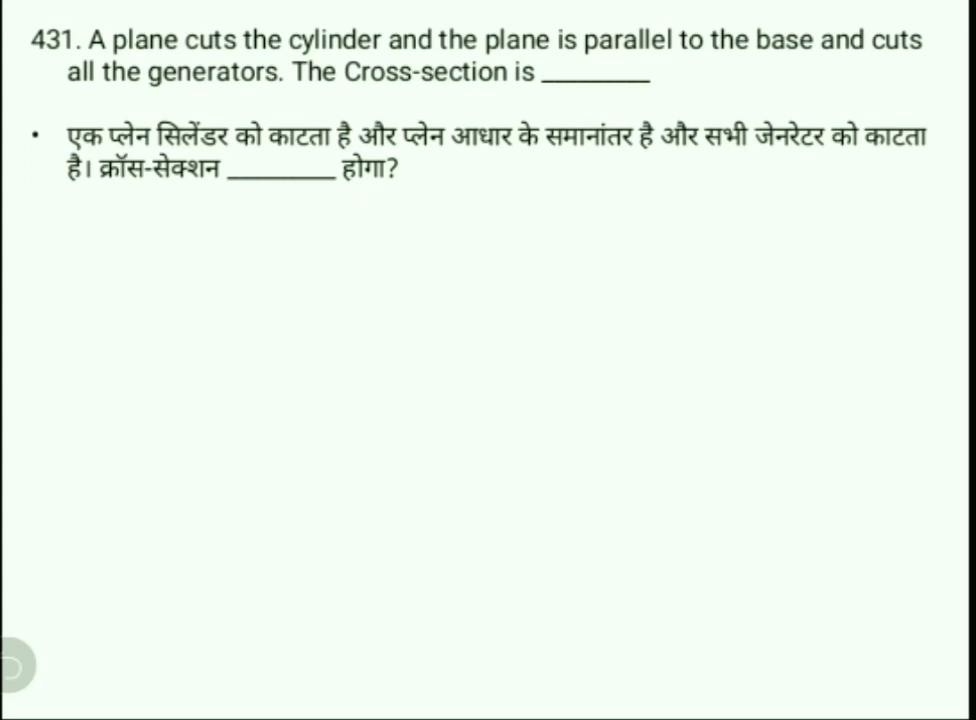 431. A plane cuts the cylinder and the plane is parallel to the base and cuts
all the generators. The Cross-section is ________
• एक प्लेन सिलेंडर को काटता है और प्लेन आधार के समानांतर है और सभी जेनरेटर को काटता
है। क्रॉस-सेक्शन ________ होगा?